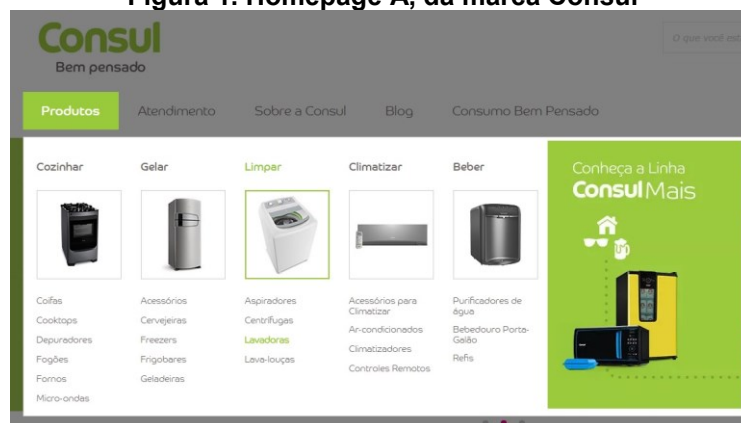 Figura 1. Homepage A, da marca Consul
Consul
Bem pensado
O que você est
Produtos
Atendimento
Sobre a Consul
Blog
Consumo Bem Pensado
Cozinhar
Coifas
Cooktops
Depuradores
Fogões
Fornos
Micro-ondas
Gelar
Acessórios
Cervejeiras
Freezers
Frigobares
Geladeiras
Limpar
Aspiradores
Centrífugas
Lavadoras
Lava-louças
Climatizar
Acessórios para
Climatizar
Ar-condicionados
Climatizadores
Controles Remotos
Beber
Purificadores de
água
Bebedouro Porta-
Galão
Refis
Conheça a Linha
Consul Mais